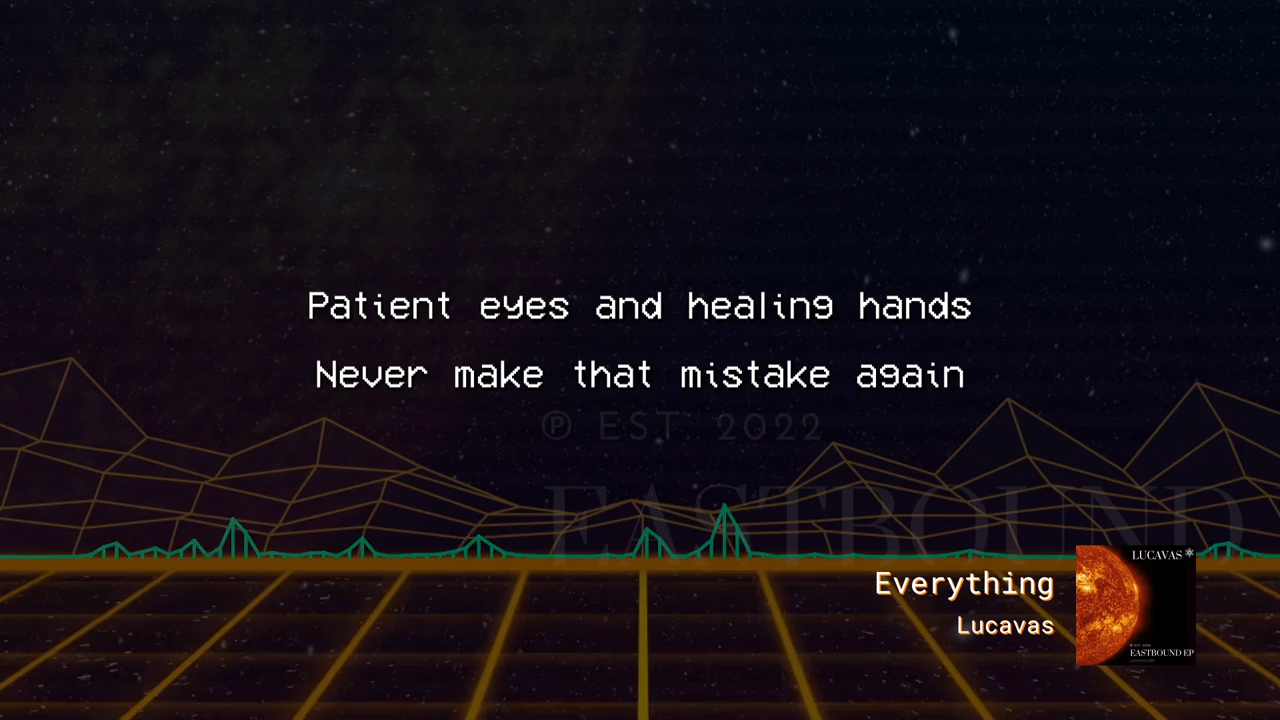 Patient eyes and healing hands
Never make that mistake again
℗ EST. 2022
EASTBOUND
Everything
Lucavas
LUCAVAS
EASTBOUND EP